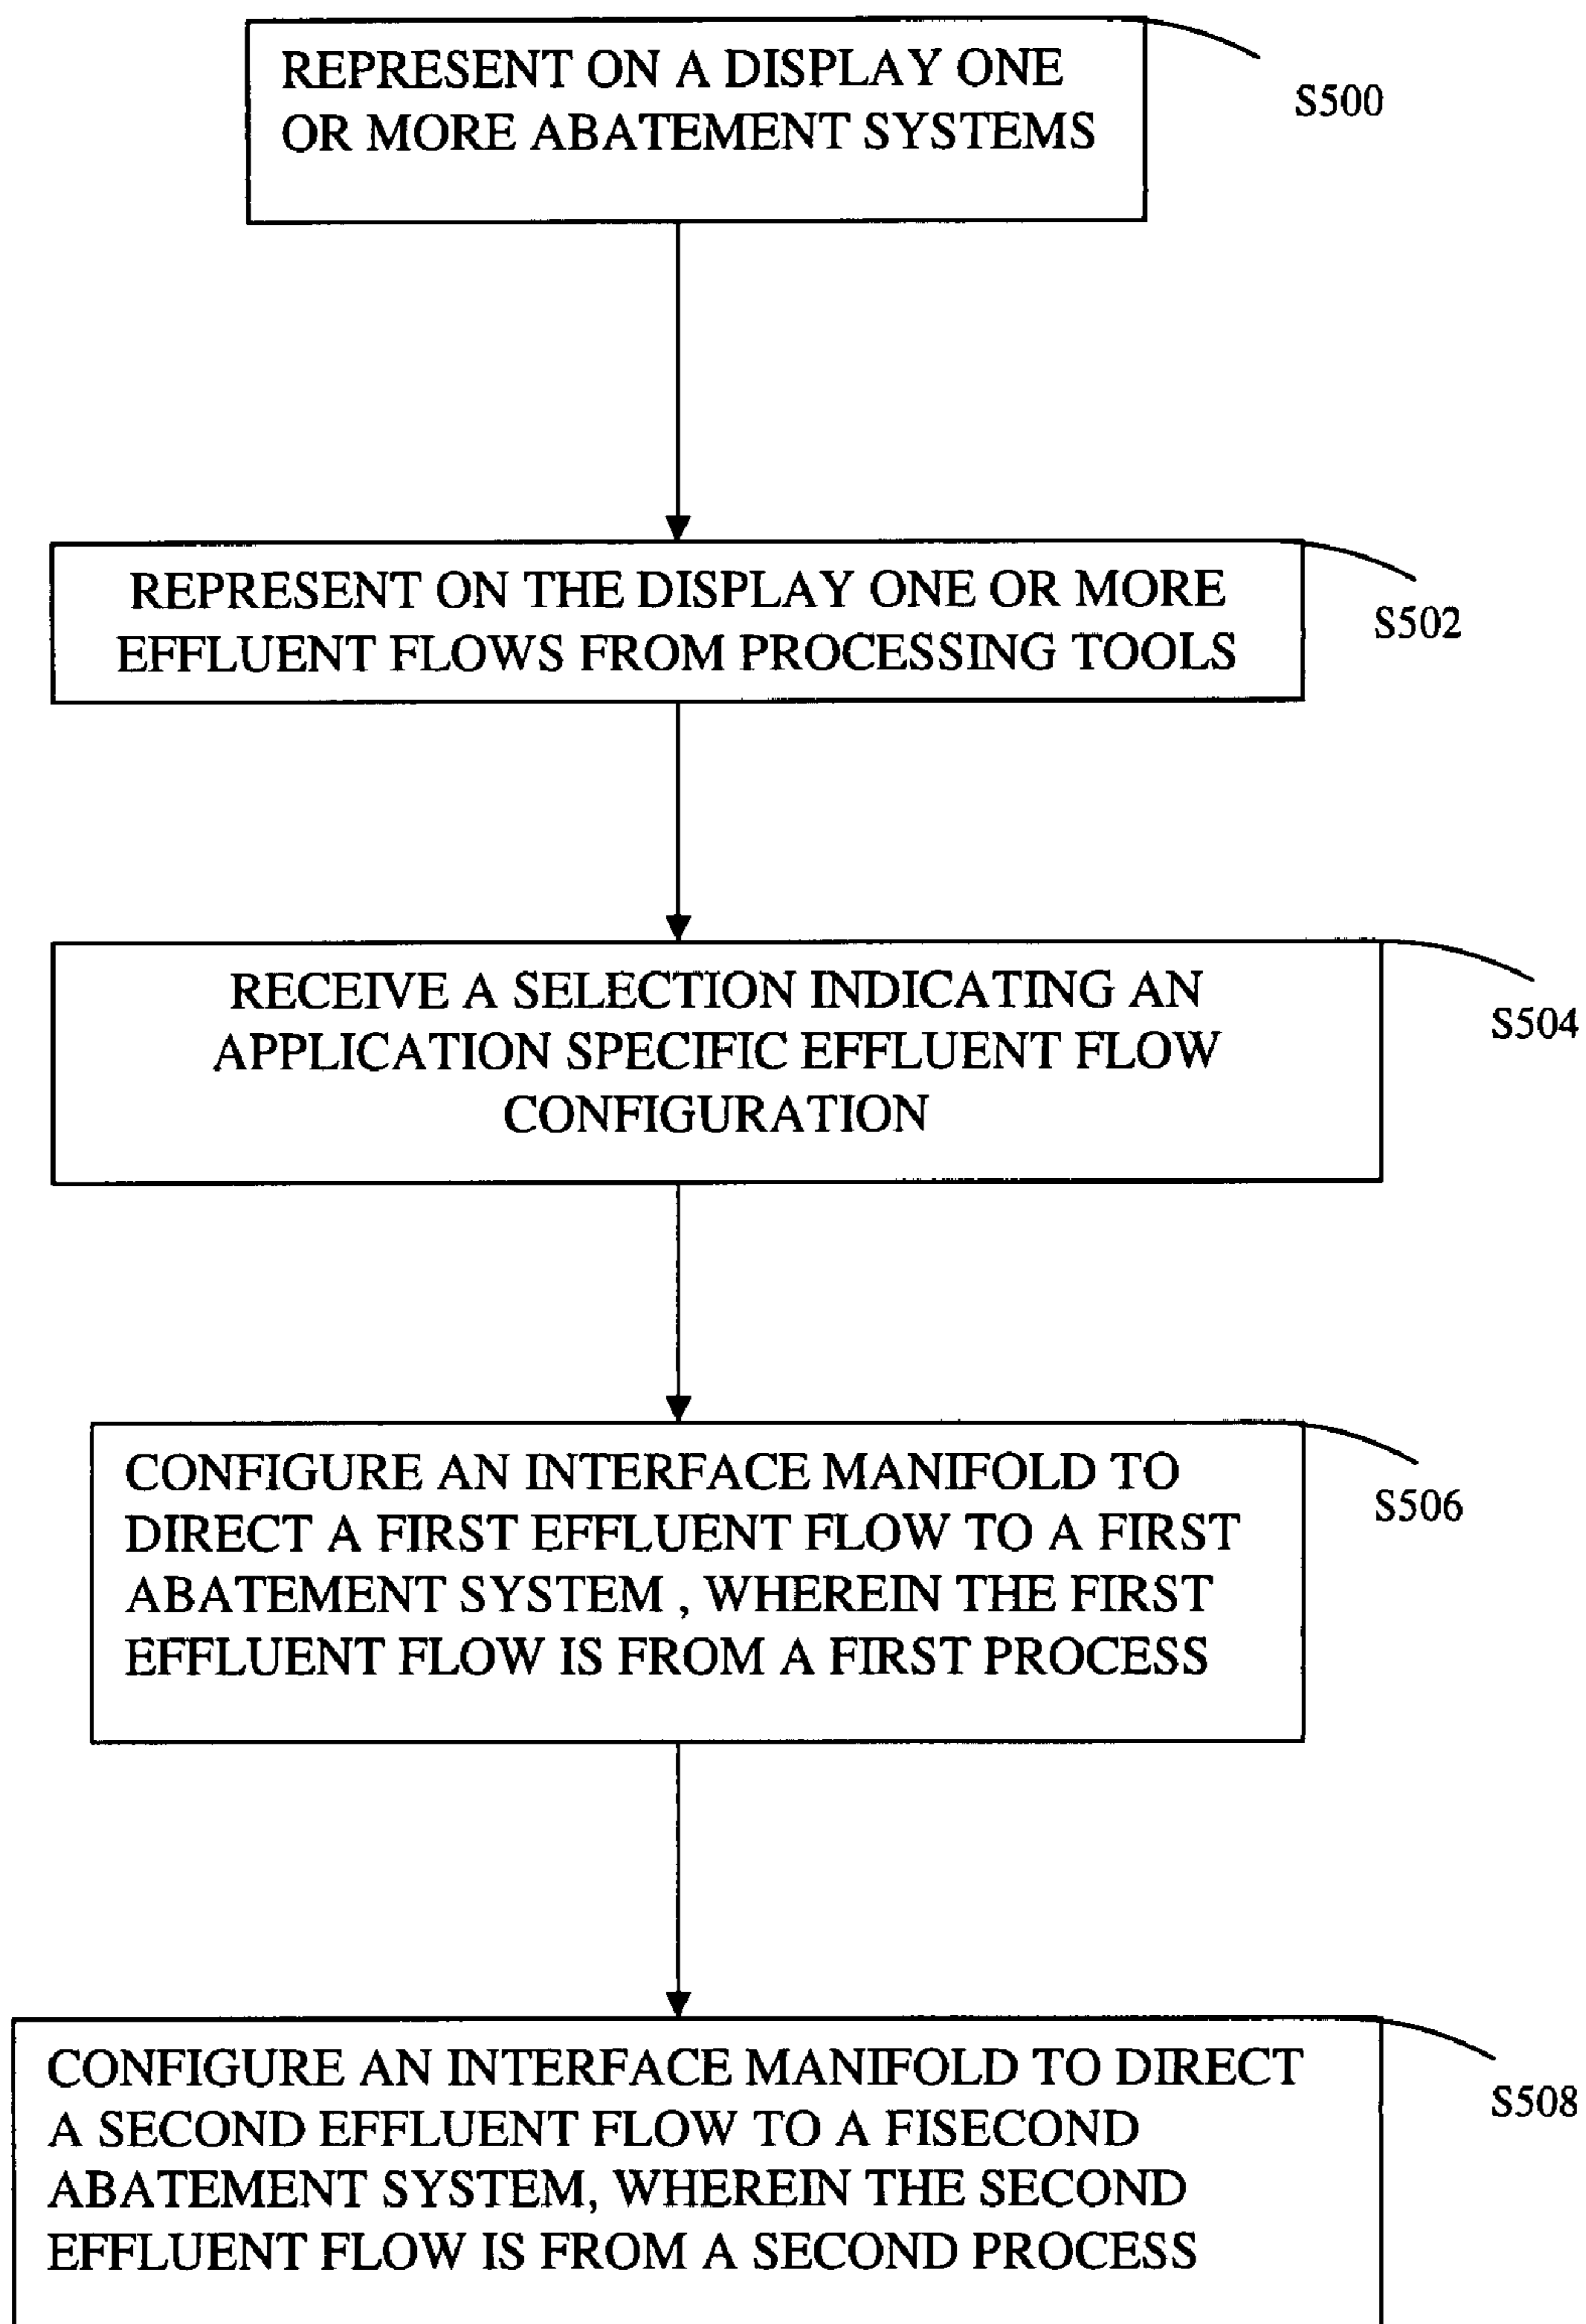 REPRESENT ON A DISPLAY ONE
OR MORE ABATEMENT SYSTEMS
S500
REPRESENT ON THE DISPLAY ONE OR MORE
EFFLUENT FLOWS FROM PROCESSING TOOLS
S502
RECEIVE A SELECTION INDICATING AN
APPLICATION SPECIFIC EFFLUENT FLOW
CONFIGURATION
S504
CONFIGURE AN INTERFACE MANIFOLD TO
DIRECT A FIRST EFFLUENT FLOW TO A FIRST
ABATEMENT SYSTEM , WHEREIN THE FIRST
EFFLUENT FLOW IS FROM A FIRST PROCESS
S506
CONFIGURE AN INTERFACE MANIFOLD TO DIRECT
A SECOND EFFLUENT FLOW TO A FISECOND
ABATEMENT SYSTEM, WHEREIN THE SECOND
EFFLUENT FLOW IS FROM A SECOND PROCESS
S508